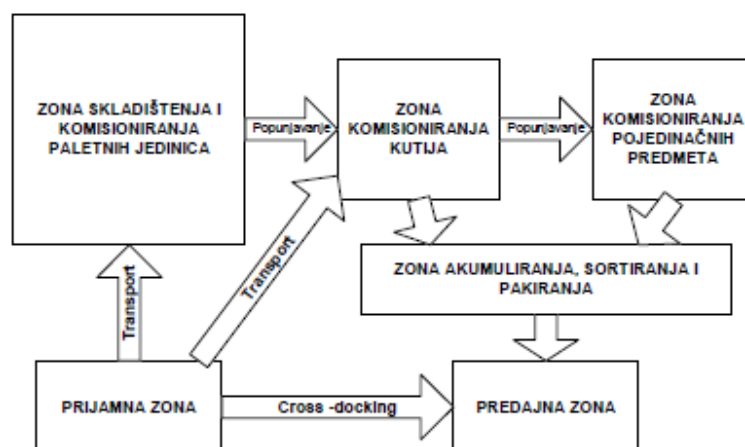 ZONA SKLADIŠTENJA I
KOMISIONIRANJA
PALETNIH JEDINICA
Popunjavanje
ZONA
KOMISIONIRANJA
KUTIJA
Popunjavanje
ZONA
KOMISIONIRANJA
POJEDINAČNIH
PREDMETA
Transport
Transport
ZONA AKUMULIRANJA, SORTIRANJA I
PAKIRANJA
PRIJAMNA ZONA
Cross -docking
PREDAJNA ZONA